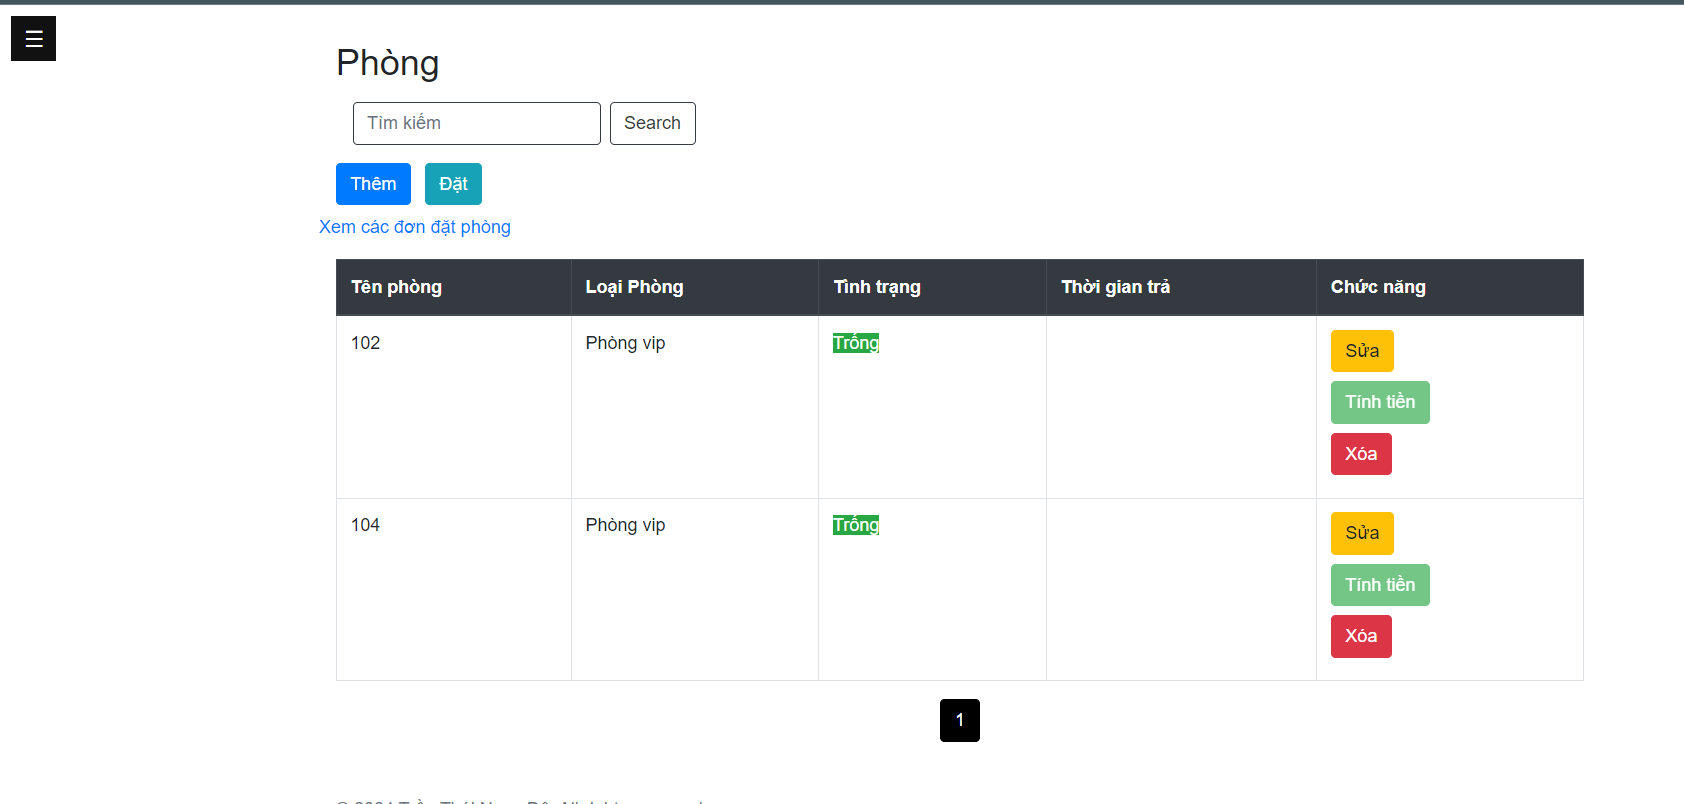 ☰
Phòng
Tìm kiếm Search
Thêm Đặt
Xem các đơn đặt phòng
Tên phòng Loại Phòng Tình trạng Thời gian trả Chức năng
102 Phòng vip Trống Sửa
Tính tiền
Xóa
104 Phòng vip Trống Sửa
Tính tiền
Xóa
1